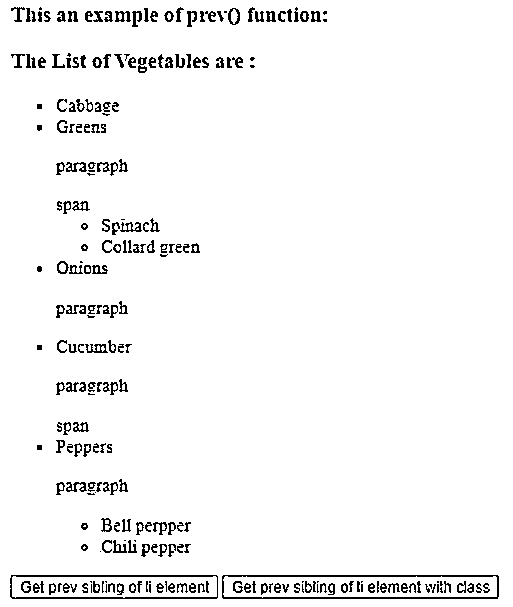 This an example of prev() function:
The List of Vegetables are :
Cabbage
Greens
paragraph
span
Spinach
Collard green
Onions
paragraph
Cucumber
paragraph
span
Peppers
paragraph
Bell perpper
Chili pepper
Get prev sibling of li element Get prev sibling of li element with class